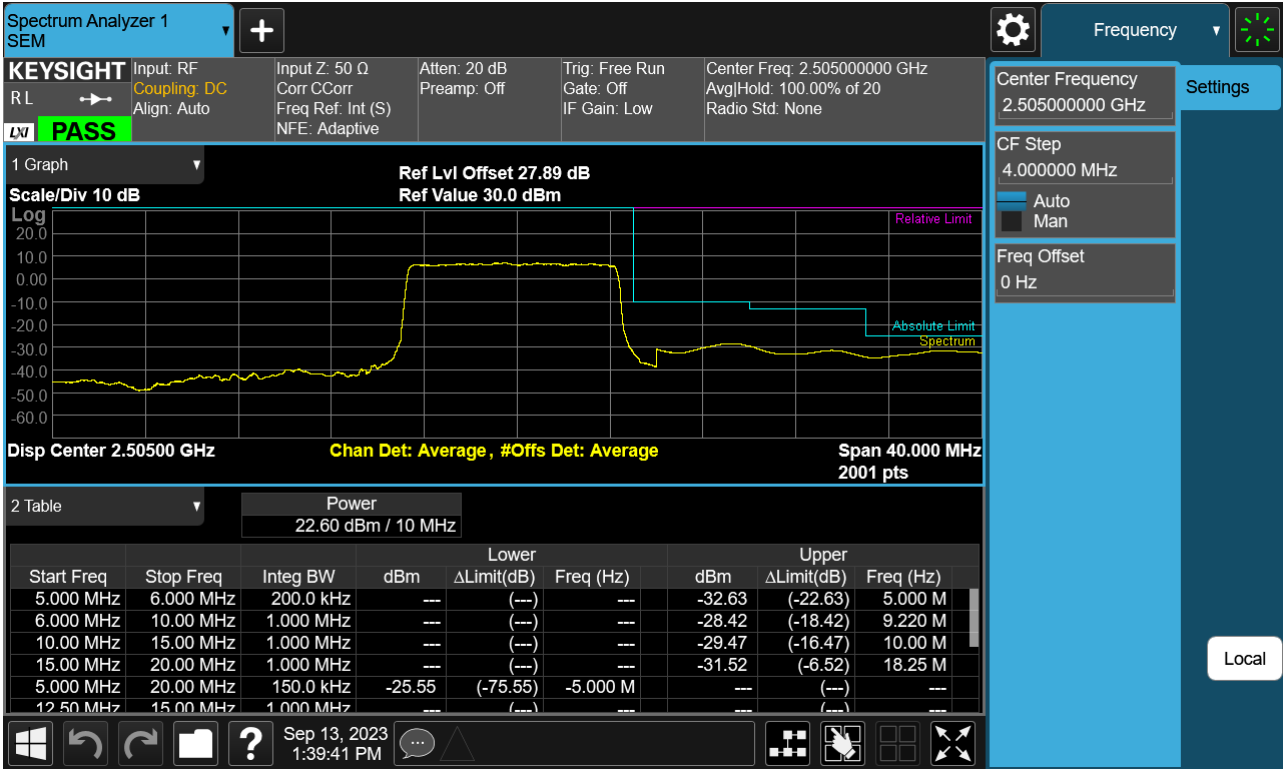 Spectrum Analyzer 1
SEM
Frequency
KEYSIGHT
R L
LXI
PASS
Input: RF
Coupling: DC
Align: Auto
Input Z: 50 Ω
Corr CCorr
Freq Ref: Int (S)
NFE: Adaptive
Atten: 20 dB
Preamp: Off
Trig: Free Run
Gate: Off
IF Gain: Low
Center Freq: 2.505000000 GHz
Avg|Hold: 100.00% of 20
Radio Std: None
Center Frequency
2.505000000 GHz
Settings
CF Step
4.000000 MHz
Auto
Man
Freq Offset
0 Hz
Local
1 Graph
Scale/Div 10 dB
Ref Lvl Offset 27.89 dB
Ref Value 30.0 dBm
Log
20.0
10.0
0.00
-10.0
-20.0
-30.0
-40.0
-50.0
-60.0
Relative Limit
Absolute Limit
Spectrum
Disp Center 2.50500 GHz
Chan Det: Average , #Offs Det: Average
Span 40.000 MHz
2001 pts
2 Table
Power
22.60 dBm / 10 MHz
Lower Upper
Start Freq Stop Freq Integ BW dBm ΔLimit(dB) Freq (Hz) dBm ΔLimit(dB) Freq (Hz)
5.000 MHz 6.000 MHz 200.0 kHz --- (---) --- -32.63 (-22.63) 5.000 M
6.000 MHz 10.00 MHz 1.000 MHz --- (---) --- -28.42 (-18.42) 9.220 M
10.00 MHz 15.00 MHz 1.000 MHz --- (---) --- -29.47 (-16.47) 10.00 M
15.00 MHz 20.00 MHz 1.000 MHz --- (---) --- -31.52 (-6.52) 18.25 M
5.000 MHz 20.00 MHz 150.0 kHz -25.55 (-75.55) -5.000 M --- (---) ---
12.50 MHz 15.00 MHz 1.000 MHz --- (---) --- --- (---) ---
Sep 13, 2023
1:39:41 PM